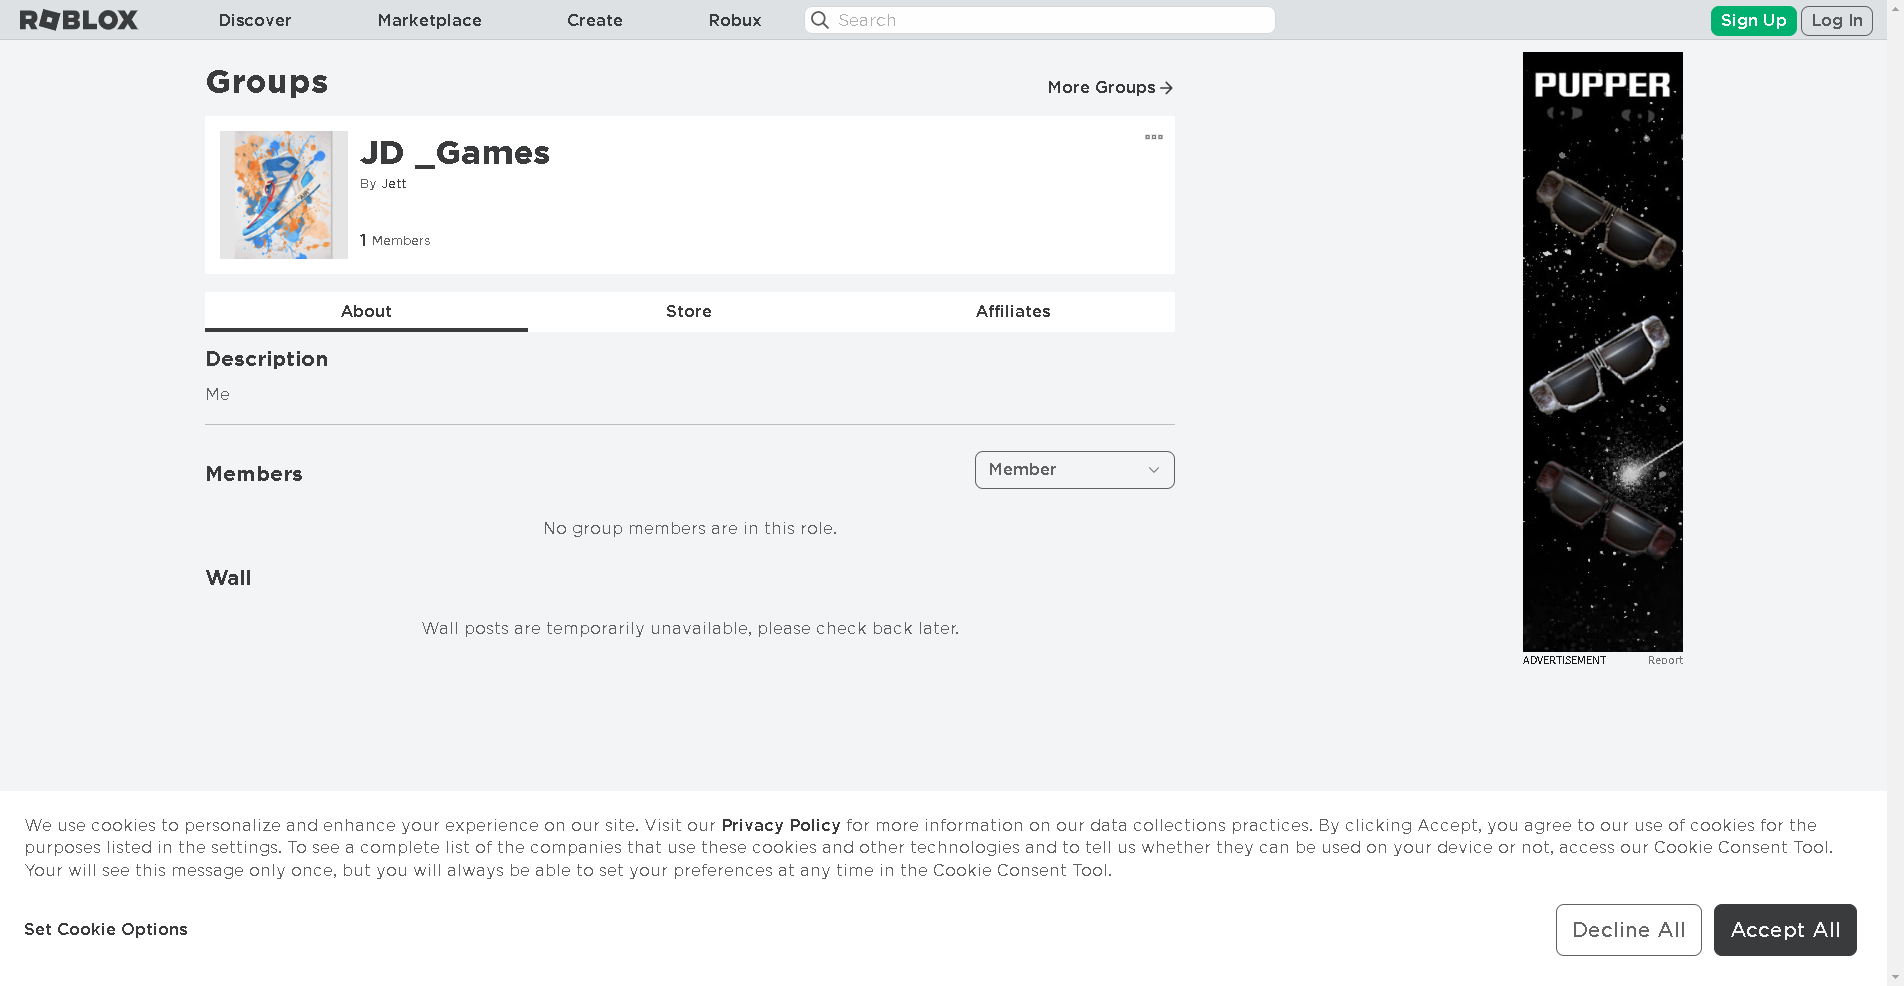 ROBLOX
Discover
Marketplace
Create
Robux
Search
Sign Up
Log In
Groups
More Groups
JD _Games
By Jett
1 Members
About
Store
Affiliates
Description
Me
Members
Member
No group members are in this role.
Wall
Wall posts are temporarily unavailable, please check back later.
PUPPER
ADVERTISEMENT
Report
We use cookies to personalize and enhance your experience on our site. Visit our Privacy Policy for more information on our data collections practices. By clicking Accept, you agree to our use of cookies for the
purposes listed in the settings. To see a complete list of the companies that use these cookies and other technologies and to tell us whether they can be used on your device or not, access our Cookie Consent Tool.
Your will see this message only once, but you will always be able to set your preferences at any time in the Cookie Consent Tool.
Set Cookie Options
Decline All
Accept All